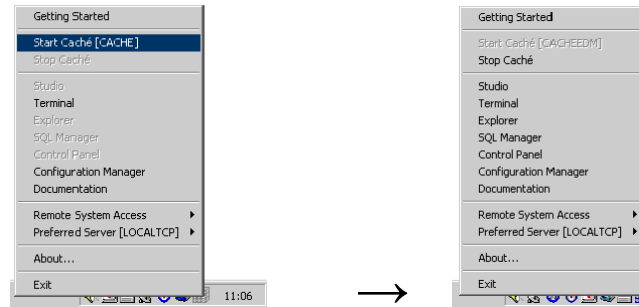 Getting Started
Start Caché [CACHE]
Stop Caché
Studio
Terminal
Explorer
SQL Manager
Control Panel
Configuration Manager
Documentation
Remote System Access
Preferred Server [LOCALTCP]
About...
Exit
11:06
Getting Started
Start Caché [CACHEEDM]
Stop Caché
Studio
Terminal
Explorer
SQL Manager
Control Panel
Configuration Manager
Documentation
Remote System Access
Preferred Server [LOCALTCP]
About...
Exit